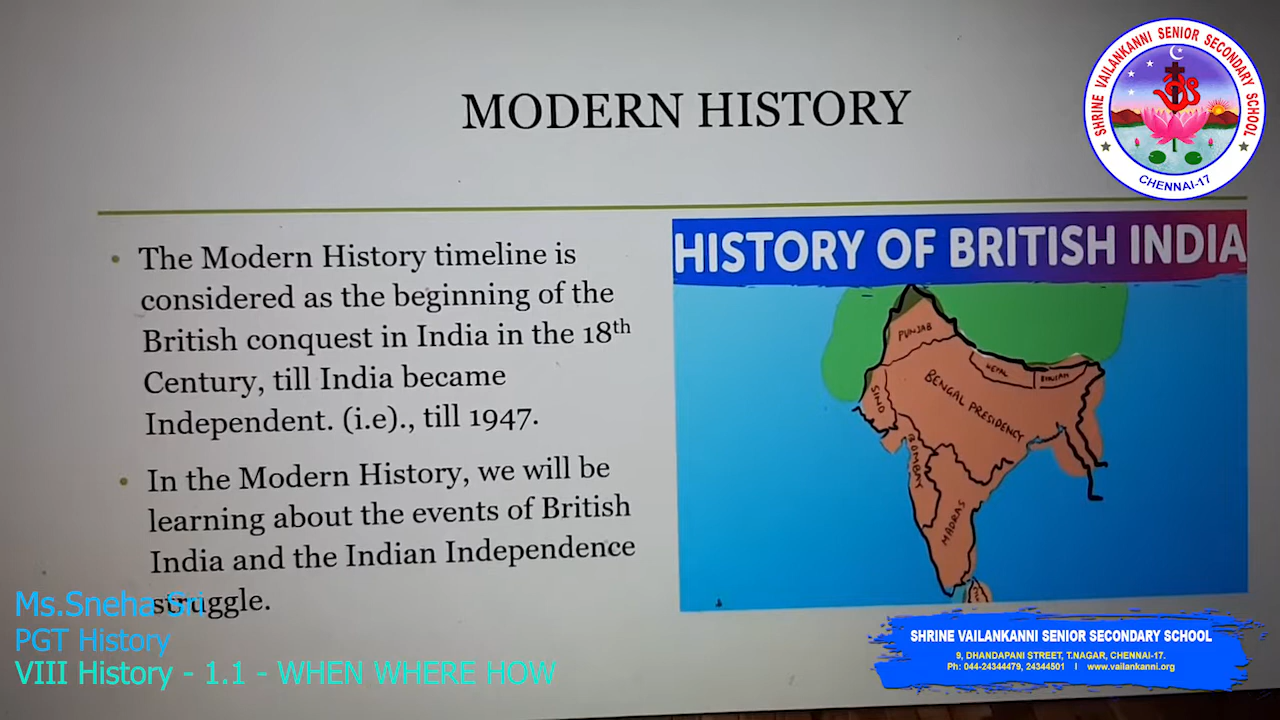 MODERN HISTORY
SHRINE VAILANKANNI SENIOR SECONDARY SCHOOL
CHENNAI-17
• The Modern History timeline is
considered as the beginning of the
British conquest in India in the 18th
Century, till India became
Independent. (i.e)., till 1947.
• In the Modern History, we will be
learning about the events of British
India and the Indian Independence
struggle.
HISTORY OF BRITISH INDIA
PUNJAB
NEPAL
BHUTAN
SIND
BENGAL PRESIDENCY
BOMBAY
MADRAS
Ms.Sneha Sri
PGT History
VIII History - 1.1 - WHEN WHERE HOW
SHRINE VAILANKANNI SENIOR SECONDARY SCHOOL
9, DHANDAPANI STREET, T.NAGAR, CHENNAI-17.
Ph: 044-24344479, 24344501 I www.vailankanni.org